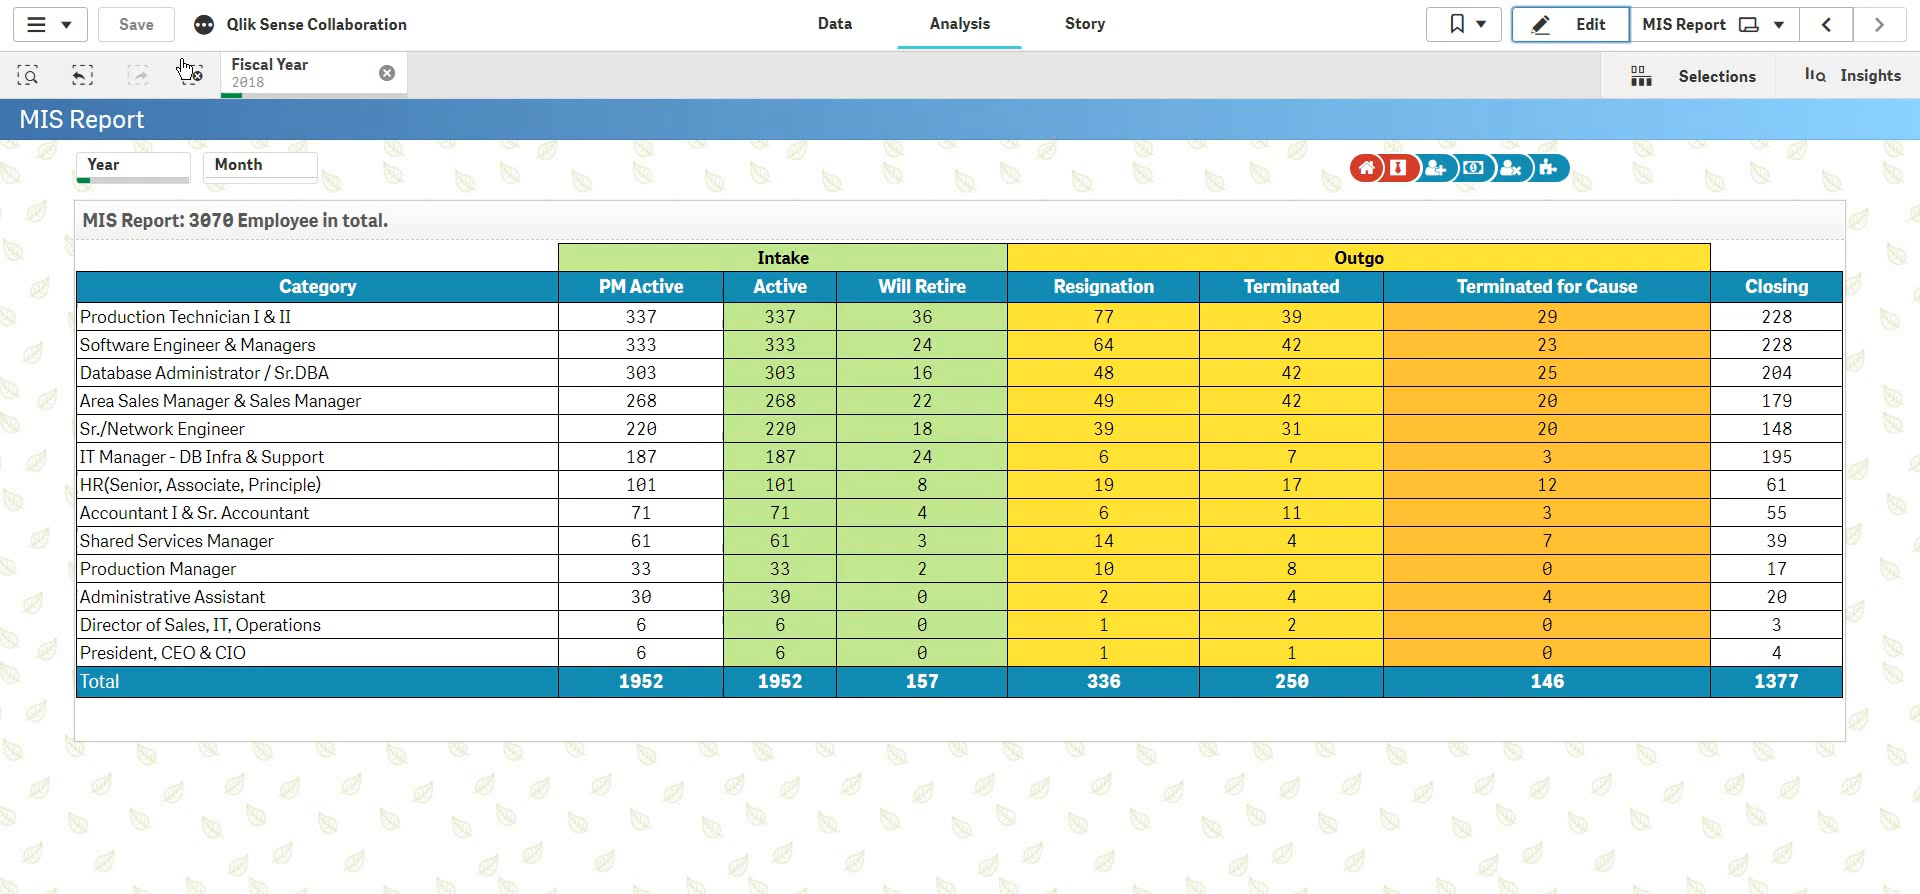 Save Qlik Sense Collaboration Data Analysis Story Edit MIS Report
Fiscal Year
2018
Selections Insights
MIS Report
Year Month
MIS Report: 3070 Employee in total.
Intake Outgo
Category PM Active Active Will Retire Resignation Terminated Terminated for Cause Closing
Production Technician I & II 337 337 36 77 39 29 228
Software Engineer & Managers 333 333 24 64 42 23 228
Database Administrator / Sr.DBA 303 303 16 48 42 25 204
Area Sales Manager & Sales Manager 268 268 22 49 42 20 179
Sr./Network Engineer 220 220 18 39 31 20 148
IT Manager - DB Infra & Support 187 187 24 6 7 3 195
HR(Senior, Associate, Principle) 101 101 8 19 17 12 61
Accountant I & Sr. Accountant 71 71 4 6 11 3 55
Shared Services Manager 61 61 3 14 4 7 39
Production Manager 33 33 2 10 8 0 17
Administrative Assistant 30 30 0 2 4 4 20
Director of Sales, IT, Operations 6 6 0 1 2 0 3
President, CEO & CIO 6 6 0 1 1 0 4
Total 1952 1952 157 336 250 146 1377